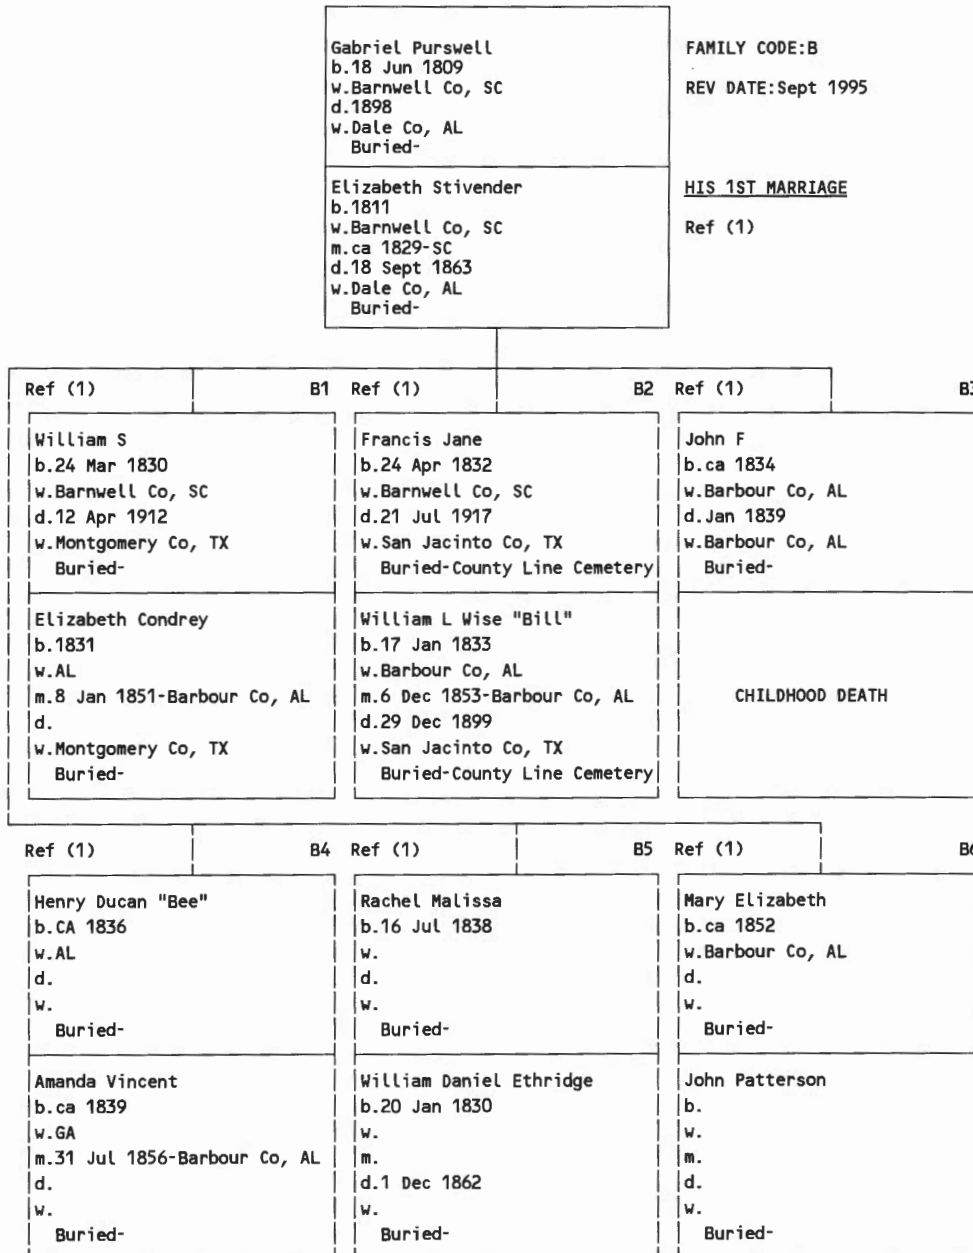 Gabriel Purswell
b.18 Jun 1809
w.Barnwell Co, SC
d.1898
w.Dale Co, AL
Buried-
FAMILY CODE:B
REV DATE:Sept 1995
Elizabeth Stivender
b.1811
w.Barnwell Co, SC
m.ca 1829-SC
d.18 Sept 1863
w.Dale Co, AL
Buried-
HIS 1ST MARRIAGE
Ref (1)
Ref (1) B1
William S
b.24 Mar 1830
w.Barnwell Co, SC
d.12 Apr 1912
w.Montgomery Co, TX
Buried-
Elizabeth Condrey
b.1831
w.AL
m.8 Jan 1851-Barbour Co, AL
d.
w.Montgomery Co, TX
Buried-
Ref (1) B2
Francis Jane
b.24 Apr 1832
w.Barnwell Co, SC
d.21 Jul 1917
w.San Jacinto Co, TX
Buried-County Line Cemetery
William L Wise "Bill"
b.17 Jan 1833
w.Barbour Co, AL
m.6 Dec 1853-Barbour Co, AL
d.29 Dec 1899
w.San Jacinto Co, TX
Buried-County Line Cemetery
Ref (1) B3
John F
b.ca 1834
w.Barbour Co, AL
d.Jan 1839
w.Barbour Co, AL
Buried-
CHILDHOOD DEATH
Ref (1) B4
Henry Ducan "Bee"
b.CA 1836
w.AL
d.
w.
Buried-
Amanda Vincent
b.ca 1839
w.GA
m.31 Jul 1856-Barbour Co, AL
d.
w.
Buried-
Ref (1) B5
Rachel Malissa
b.16 Jul 1838
w.
d.
w.
Buried-
William Daniel Ethridge
b.20 Jan 1830
w.
m.
d.1 Dec 1862
w.
Buried-
Ref (1) B6
Mary Elizabeth
b.ca 1852
w.Barbour Co, AL
d.
w.
Buried-
John Patterson
b.
w.
m.
d.
w.
Buried-